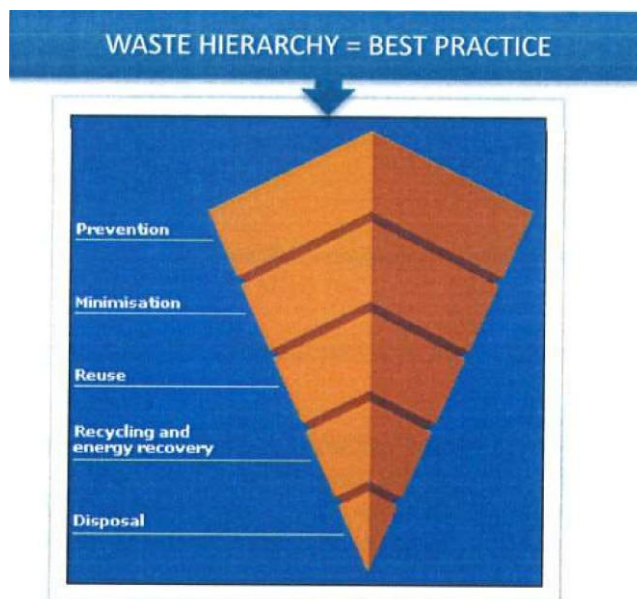 WASTE HIERARCHY = BEST PRACTICE
Prevention
Minimisation
Reuse
Recycling and
energy recovery
Disposal